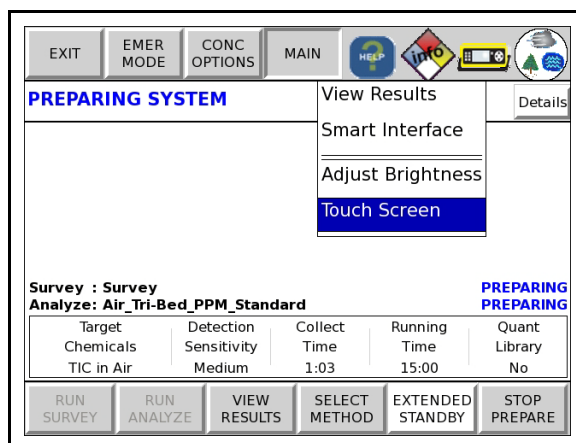 EXIT
EMER
MODE
CONC
OPTIONS
MAIN
HELP
info
PREPARING SYSTEM
Details
View Results
Smart Interface
Adjust Brightness
Touch Screen
Survey : Survey
PREPARING
Analyze: Air_Tri-Bed_PPM_Standard
PREPARING
Target Detection Collect Running Quant
Chemicals Sensitivity Time Time Library
TIC in Air Medium 1:03 15:00 No
RUN
SURVEY
RUN
ANALYZE
VIEW
RESULTS
SELECT
METHOD
EXTENDED
STANDBY
STOP
PREPARE